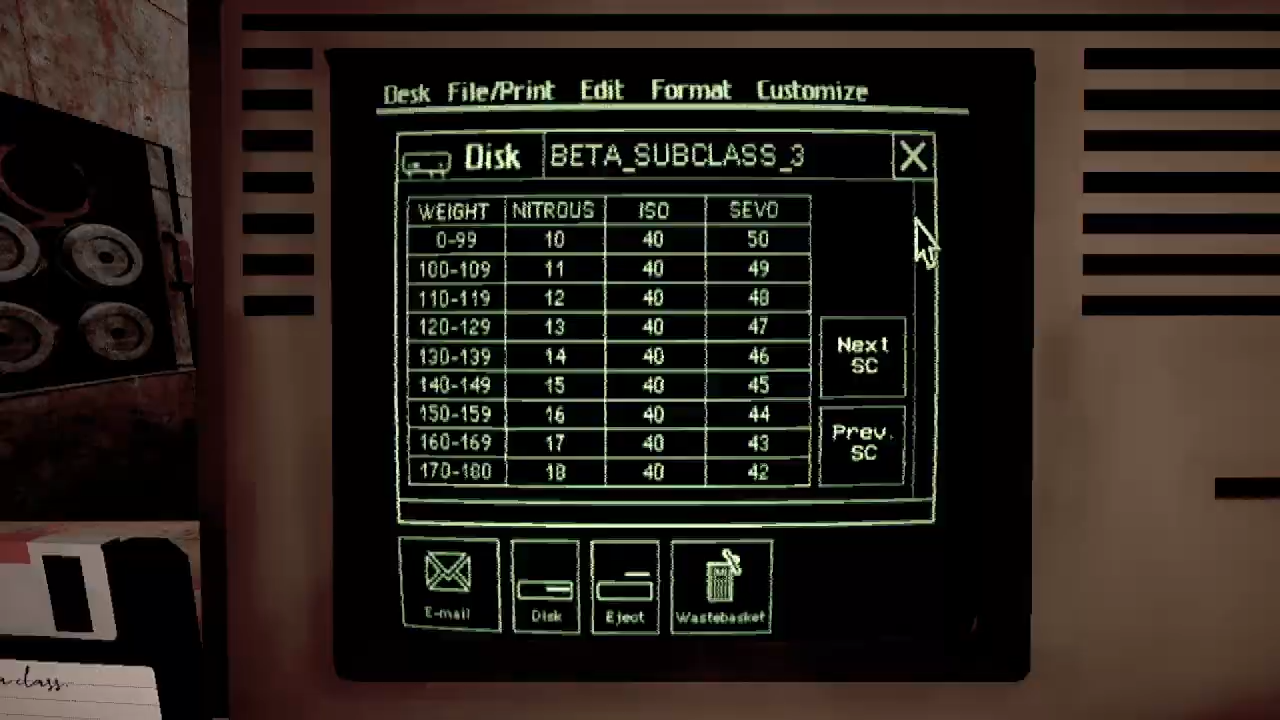 Desk File/Print Edit Format Customize
Disk BETA_SUBCLASS_3 X
WEIGHT NITROUS ISO SEVO
0-99 10 40 50
100-109 11 40 49
110-119 12 40 48
120-129 13 40 47
130-139 14 40 46
140-149 15 40 45
150-159 16 40 44
160-169 17 40 43
170-180 18 40 42
Next
SC
Prev.
SC
E-mail Disk Eject Wastebasket
a class.